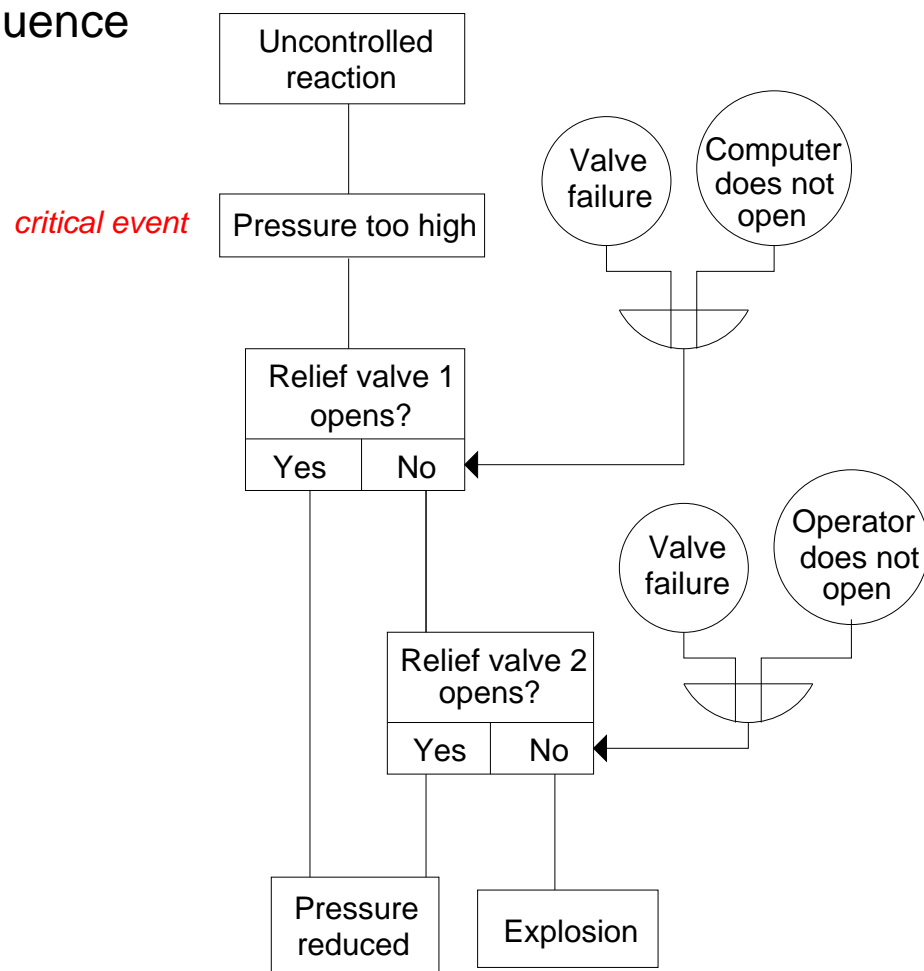 uence
Uncontrolled
reaction
critical event
Pressure too high
Valve
failure
Computer
does not
open
Relief valve 1
opens?
Yes
No
Valve
failure
Operator
does not
open
Relief valve 2
opens?
Yes
No
Pressure
reduced
Explosion